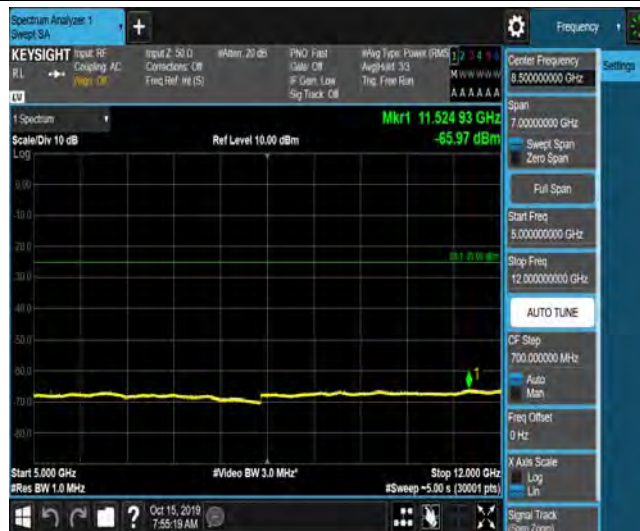 Spectrum Analyzer 1
Swept SA
+
Frequency
KEYSIGHT
RL
LV
Input: RF
Coupling: AC
Align: Off
Input Z: 50 Ω
Corrections: Off
Freq Ref: Int (S)
#Atten: 20 dB
PNO: Fast
Gate: Off
IF Gain: Low
Sig Track: Off
#Avg Type: Power (RMS)
Avg|Hold: 3/3
Trig: Free Run
1 2 3 4 5 6
M W W W W W
A A A A A A
1 Spectrum
Scale/Div 10 dB
Log
Ref Level 10.00 dBm
Mkr1 11.524 93 GHz
-65.97 dBm
0.00
-10.0
-20.0
-30.0
-40.0
-50.0
-60.0
-70.0
-80.0
1
Start 5.000 GHz
#Res BW 1.0 MHz
#Video BW 3.0 MHz*
Stop 12.000 GHz
#Sweep ~5.00 s (30001 pts)
Center Frequency
8.500000000 GHz
Settings
Span
7.00000000 GHz
Swept Span
Zero Span
Full Span
Start Freq
5.000000000 GHz
Stop Freq
12.000000000 GHz
AUTO TUNE
CF Step
700.000000 MHz
Auto
Man
Freq Offset
0 Hz
X Axis Scale
Log
Lin
Signal Track
(Span Zoom)
?
Oct 15, 2019
7:55:19 AM